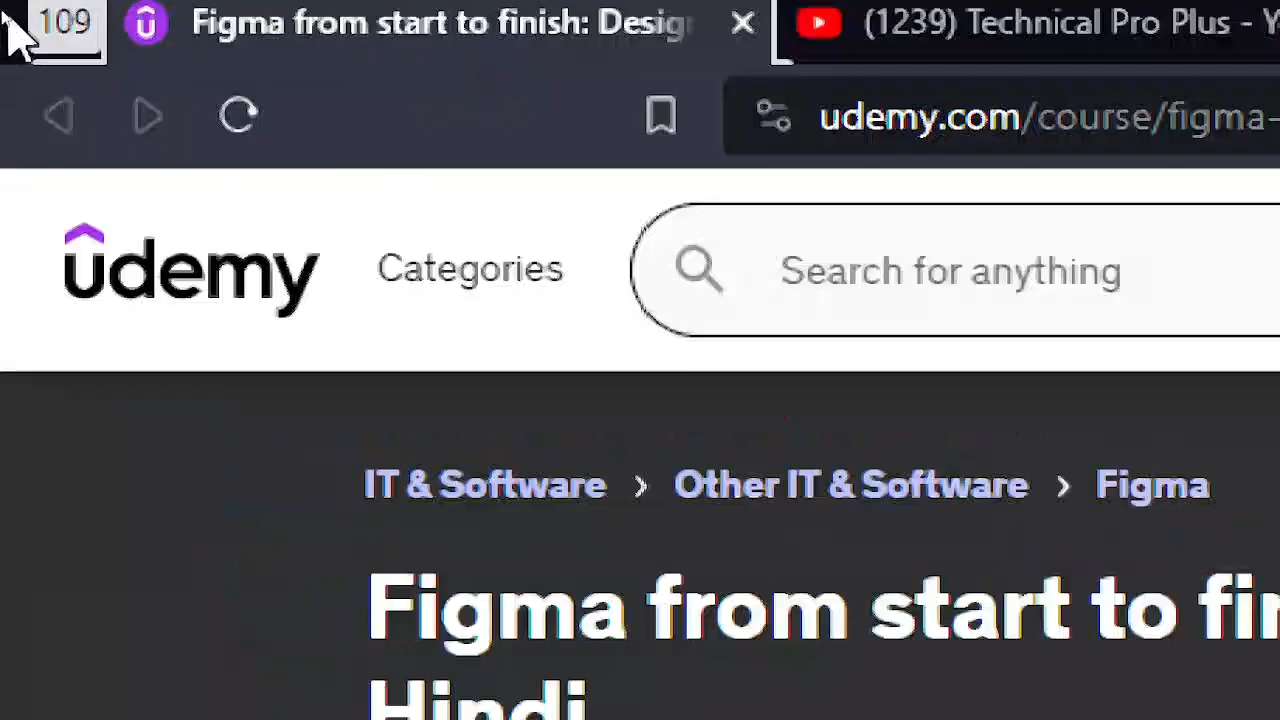 109 Figma from start to finish: Desig (1239) Technical Pro Plus - Y
udemy.com/course/figma-
udemy Categories Search for anything
IT & Software > Other IT & Software > Figma
Figma from start to fin
Hindi